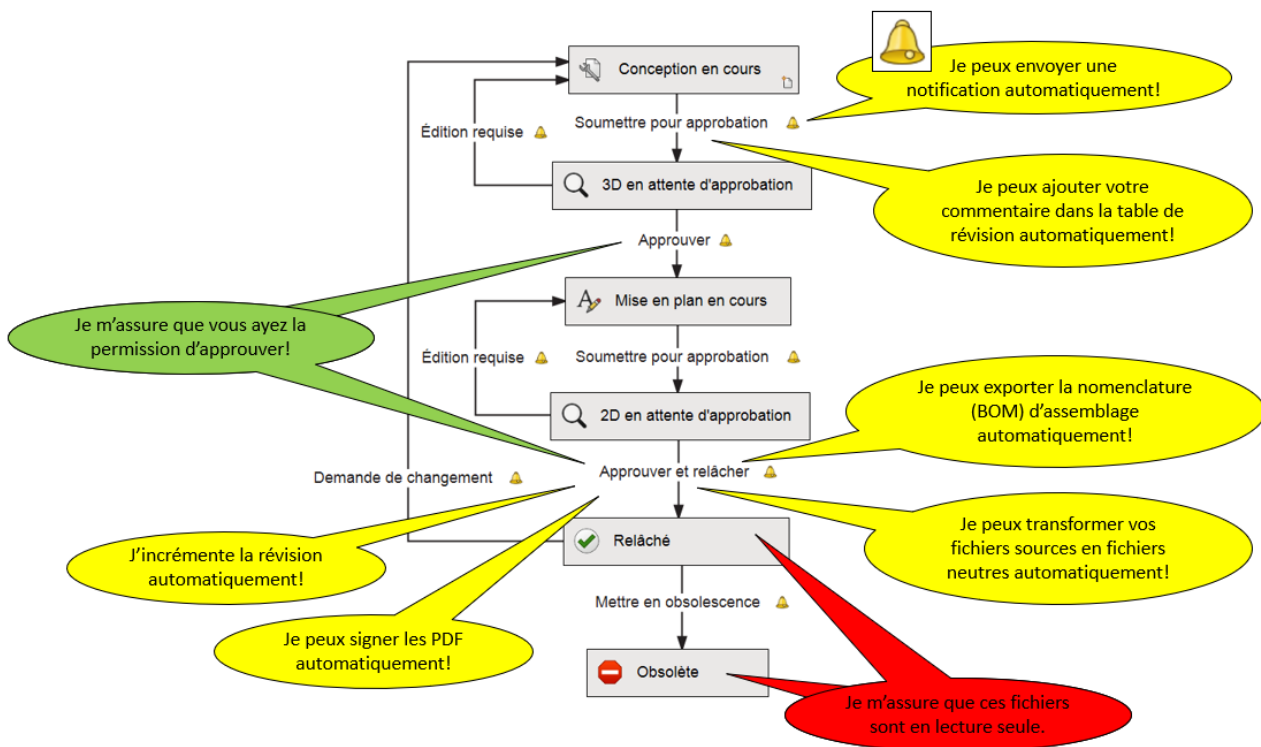 Conception en cours
Je peux envoyer une
notification automatiquement!
Édition requise
Soumettre pour approbation
3D en attente d'approbation
Je peux ajouter votre
commentaire dans la table de
révision automatiquement!
Approuver
Mise en plan en cours
Je m’assure que vous ayez la
permission d’approuver!
Édition requise
Soumettre pour approbation
2D en attente d'approbation
Je peux exporter la nomenclature
(BOM) d’assemblage
automatiquement!
Demande de changement
Approuver et relâcher
Je peux transformer vos
fichiers sources en fichiers
neutres automatiquement!
J’incrémente la révision
automatiquement!
Relâché
Mettre en obsolescence
Je peux signer les PDF
automatiquement!
Obsolète
Je m’assure que ces fichiers
sont en lecture seule.